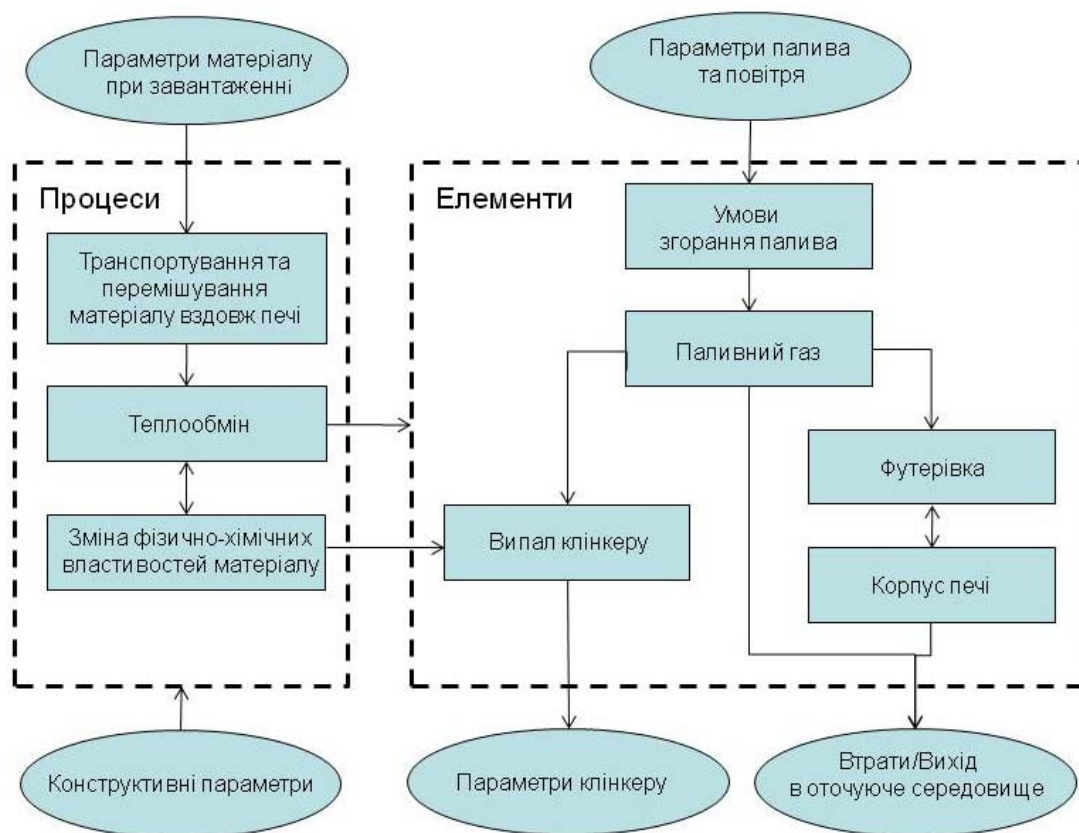 Параметри матеріалу
при завантаженні
Параметри палива
та повітря
Процеси
Транспортування та
перемішування
матеріалу вздовж печі
Теплообмін
Зміна фізично-хімічних
властивостей матеріалу
Елементи
Умови
згорання палива
Паливний газ
Футерівка
Випал клінкеру
Корпус печі
Конструктивні параметри
Параметри клінкеру
Втрати/Вихід
в оточуюче середовище